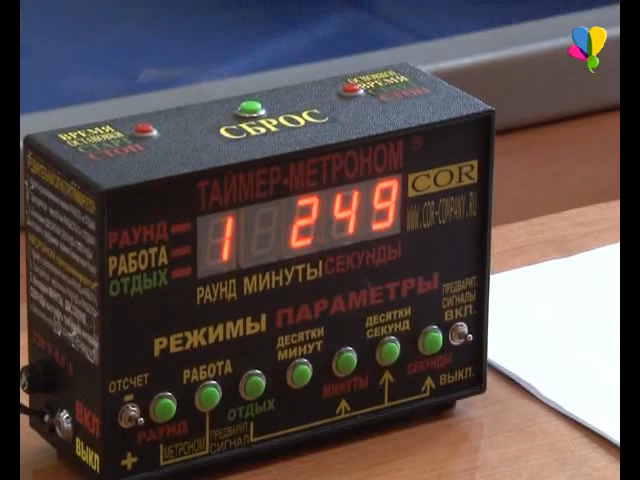 ВРЕМЯ
ОСТАНОВКИ
СТАРТ
СТОП
СБРОС
ОСНОВНОЕ
ВРЕМЯ
СТАРТ
СТОП
ТАЙМЕР-МЕТРОНОМ®
COR
WWW.COR-COMPANY.RU
РАУНД
РАБОТА
ОТДЫХ
1 249
РАУНД МИНУТЫ СЕКУНДЫ
РЕЖИМЫ ПАРАМЕТРЫ
ПРЕДВАРИТ.
СИГНАЛЫ
ВКЛ.
ОТСЧЕТ
РАБОТА
ДЕСЯТКИ
МИНУТ
ДЕСЯТКИ
СЕКУНД
–
+
РАУНД
ОТДЫХ
МИНУТЫ
СЕКУНДЫ
ВЫКЛ.
МЕТРОНОМ
ПРЕДВАРИТ.
СИГНАЛ
ВКЛ
ВЫКЛ